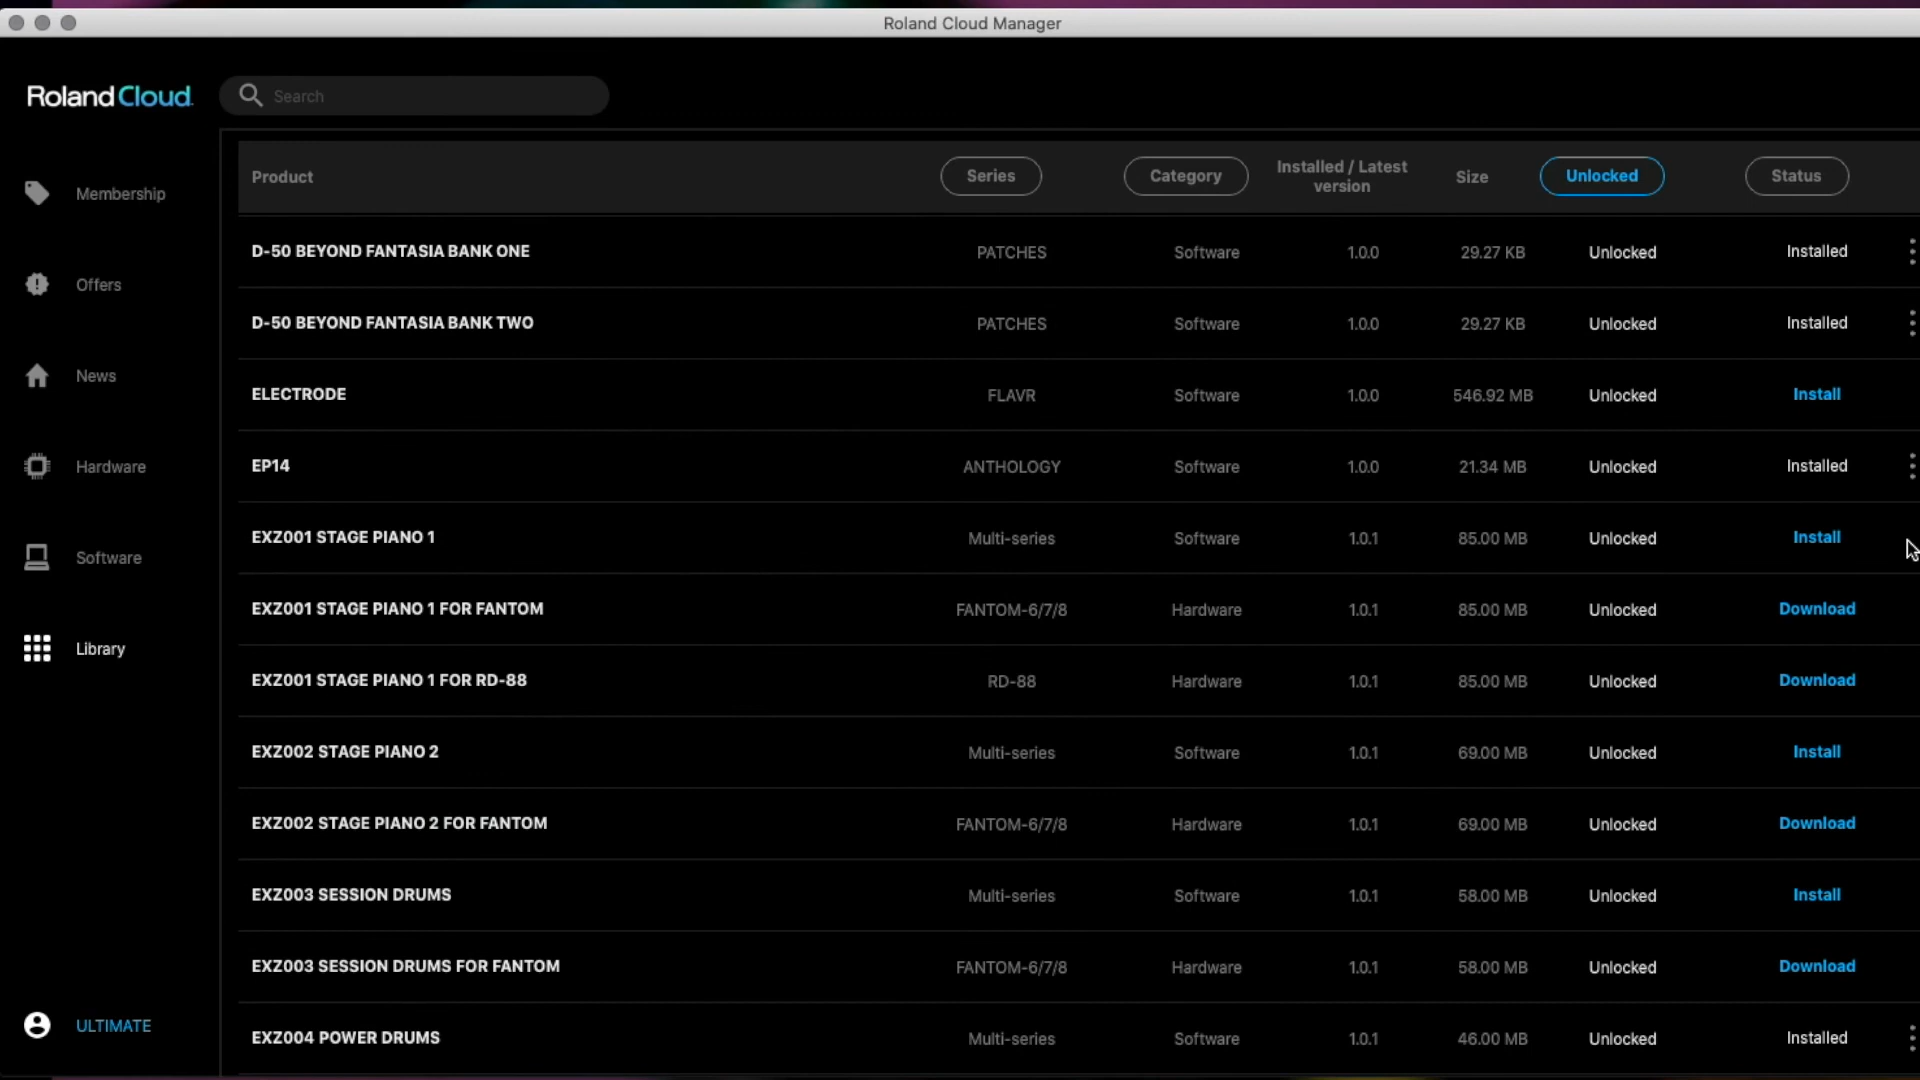 Roland Cloud Manager
RolandCloud
Search
Membership
Offers
News
Hardware
Software
Library
ULTIMATE
Product Series Category Installed / Latest version Size Unlocked Status
D-50 BEYOND FANTASIA BANK ONE PATCHES Software 1.0.0 29.27 KB Unlocked Installed
D-50 BEYOND FANTASIA BANK TWO PATCHES Software 1.0.0 29.27 KB Unlocked Installed
ELECTRODE FLAVR Software 1.0.0 546.92 MB Unlocked Install
EP14 ANTHOLOGY Software 1.0.0 21.34 MB Unlocked Installed
EXZ001 STAGE PIANO 1 Multi-series Software 1.0.1 85.00 MB Unlocked Install
EXZ001 STAGE PIANO 1 FOR FANTOM FANTOM-6/7/8 Hardware 1.0.1 85.00 MB Unlocked Download
EXZ001 STAGE PIANO 1 FOR RD-88 RD-88 Hardware 1.0.1 85.00 MB Unlocked Download
EXZ002 STAGE PIANO 2 Multi-series Software 1.0.1 69.00 MB Unlocked Install
EXZ002 STAGE PIANO 2 FOR FANTOM FANTOM-6/7/8 Hardware 1.0.1 69.00 MB Unlocked Download
EXZ003 SESSION DRUMS Multi-series Software 1.0.1 58.00 MB Unlocked Install
EXZ003 SESSION DRUMS FOR FANTOM FANTOM-6/7/8 Hardware 1.0.1 58.00 MB Unlocked Download
EXZ004 POWER DRUMS Multi-series Software 1.0.1 46.00 MB Unlocked Installed